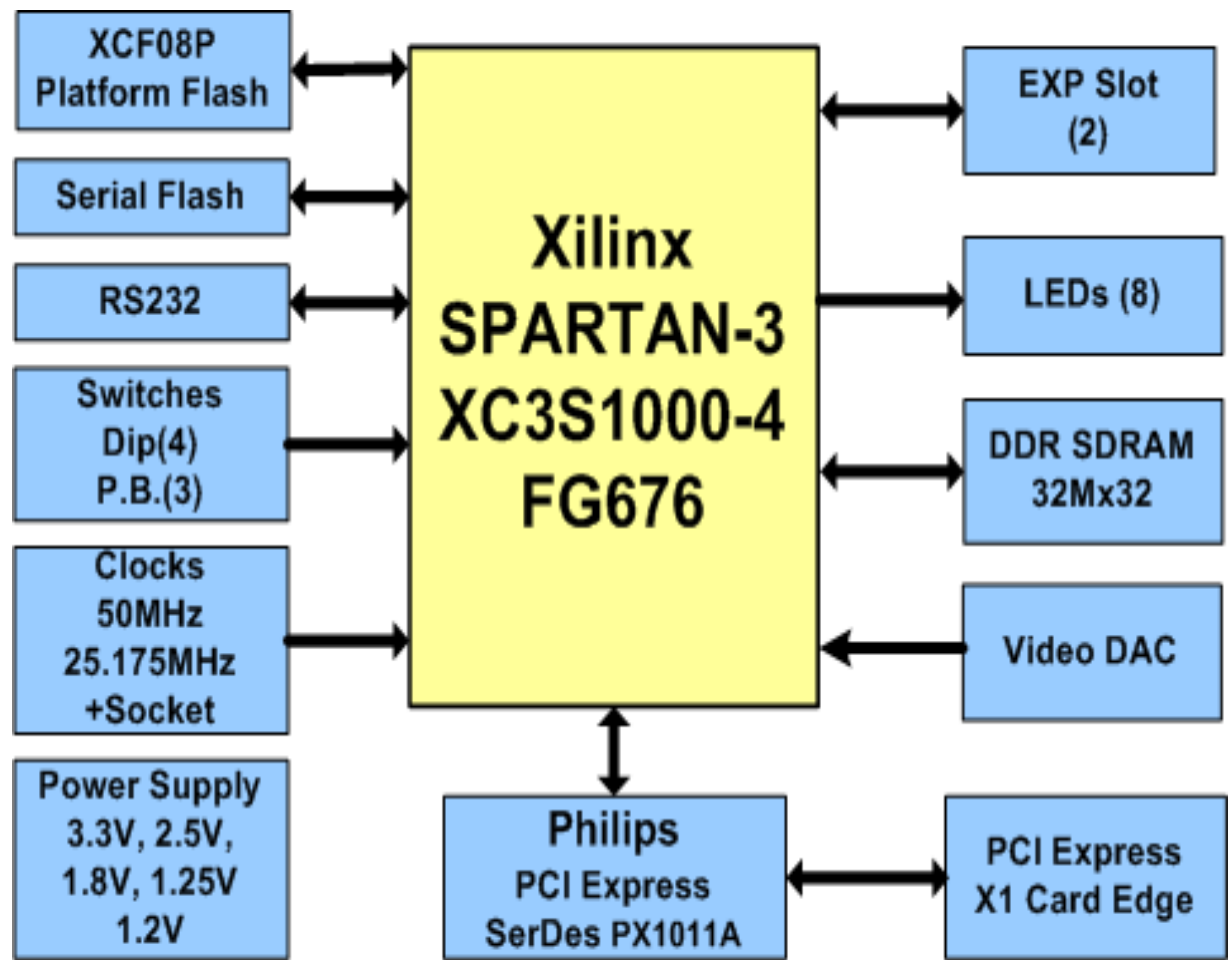 XCF08P
Platform Flash
Serial Flash
RS232
Switches
Dip(4)
P.B.(3)
Clocks
50MHz
25.175MHz
+Socket
Power Supply
3.3V, 2.5V,
1.8V, 1.25V
1.2V
Xilinx
SPARTAN-3
XC3S1000-4
FG676
EXP Slot
(2)
LEDs (8)
DDR SDRAM
32Mx32
Video DAC
Philips
PCI Express
SerDes PX1011A
PCI Express
X1 Card Edge